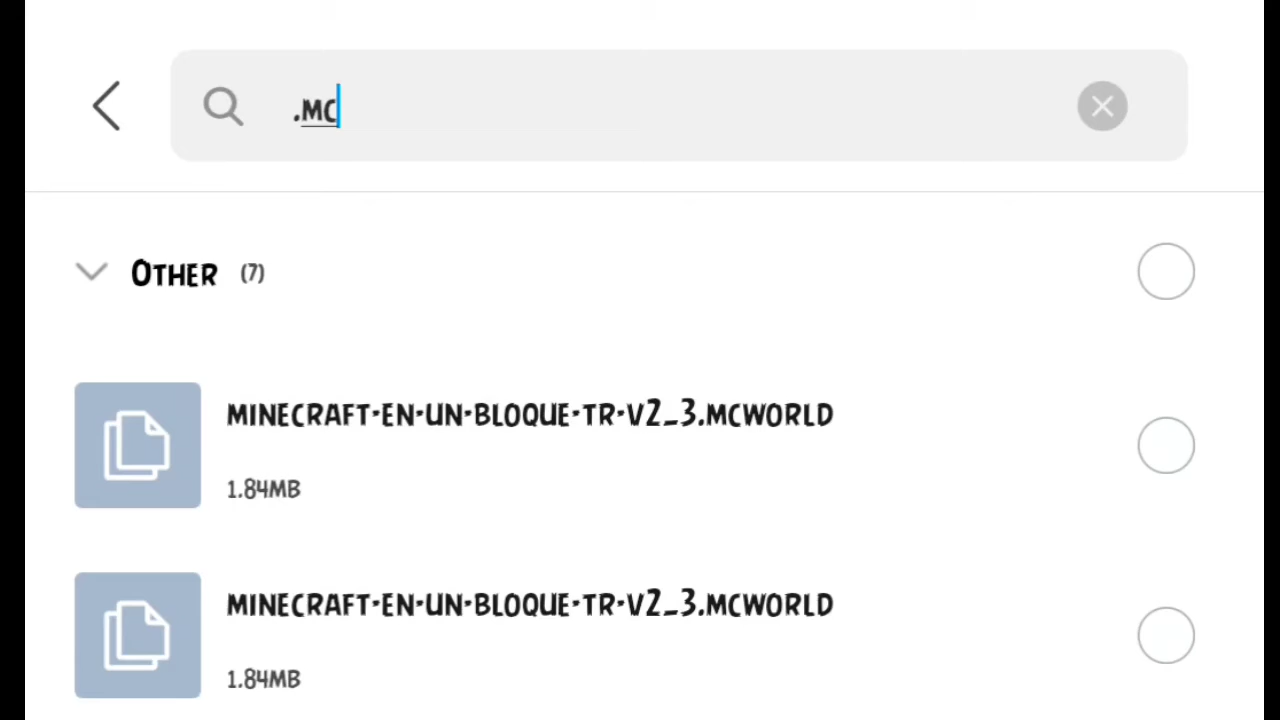 .MC
OTHER (7)
MINECRAFT-EN-UN-BLOQUE-TR-V2_3.MCWORLD
1.84MB
MINECRAFT-EN-UN-BLOQUE-TR-V2_3.MCWORLD
1.84MB